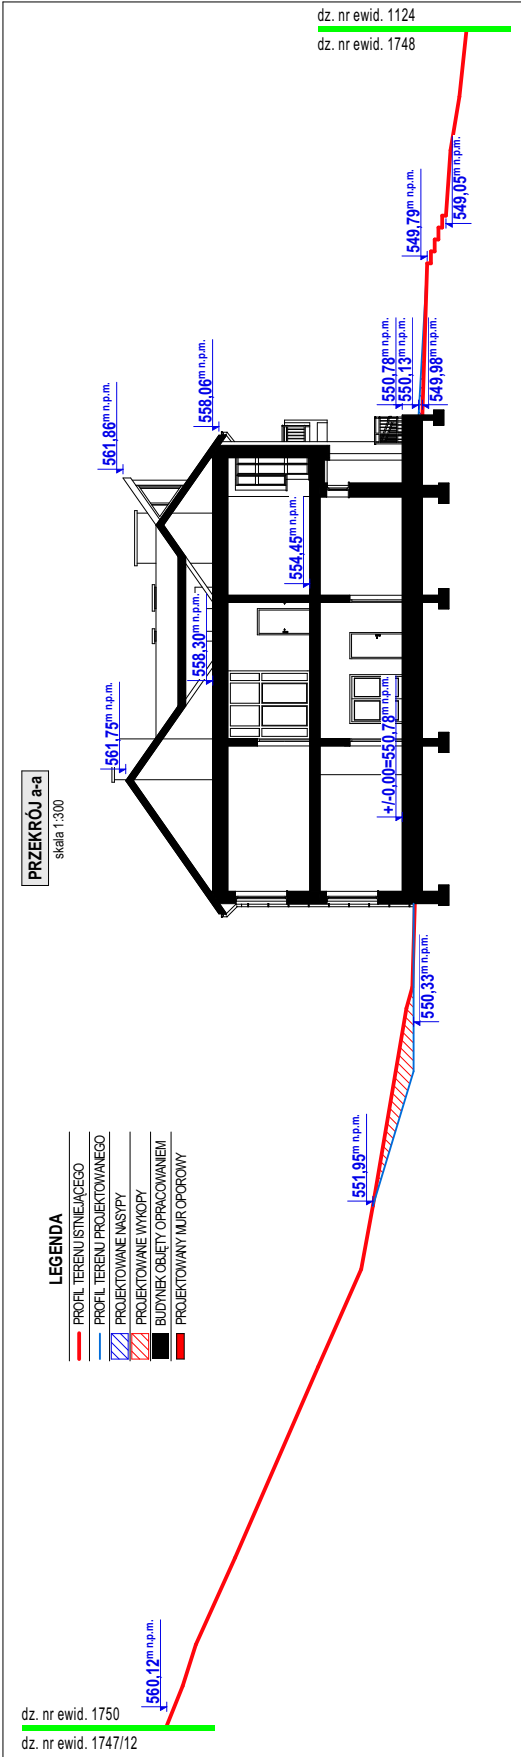 dz. nr ewid. 1124
dz. nr ewid. 1748
549,05m n.p.m.
549,79m n.p.m.
550,78m n.p.m.
550,13m n.p.m.
549,98m n.p.m.
558,06m n.p.m.
561,86m n.p.m.
554,45m n.p.m.
558,30m n.p.m.
561,75m n.p.m.
+/-0,00=550,78m n.p.m.
PRZEKRÓJ a-a
skala 1:300
550,33m n.p.m.
551,95m n.p.m.
LEGENDA
PROFIL TERENU ISTNIEJĄCEGO
PROFIL TERENU PROJEKTOWANEGO
PROJEKTOWANE NASYPY
PROJEKTOWANE WYKOPY
BUDYNEK OBJĘTY OPRACOWANIEM
PROJEKTOWANY MUR OPOROWY
560,12m n.p.m.
dz. nr ewid. 1750
dz. nr ewid. 1747/12